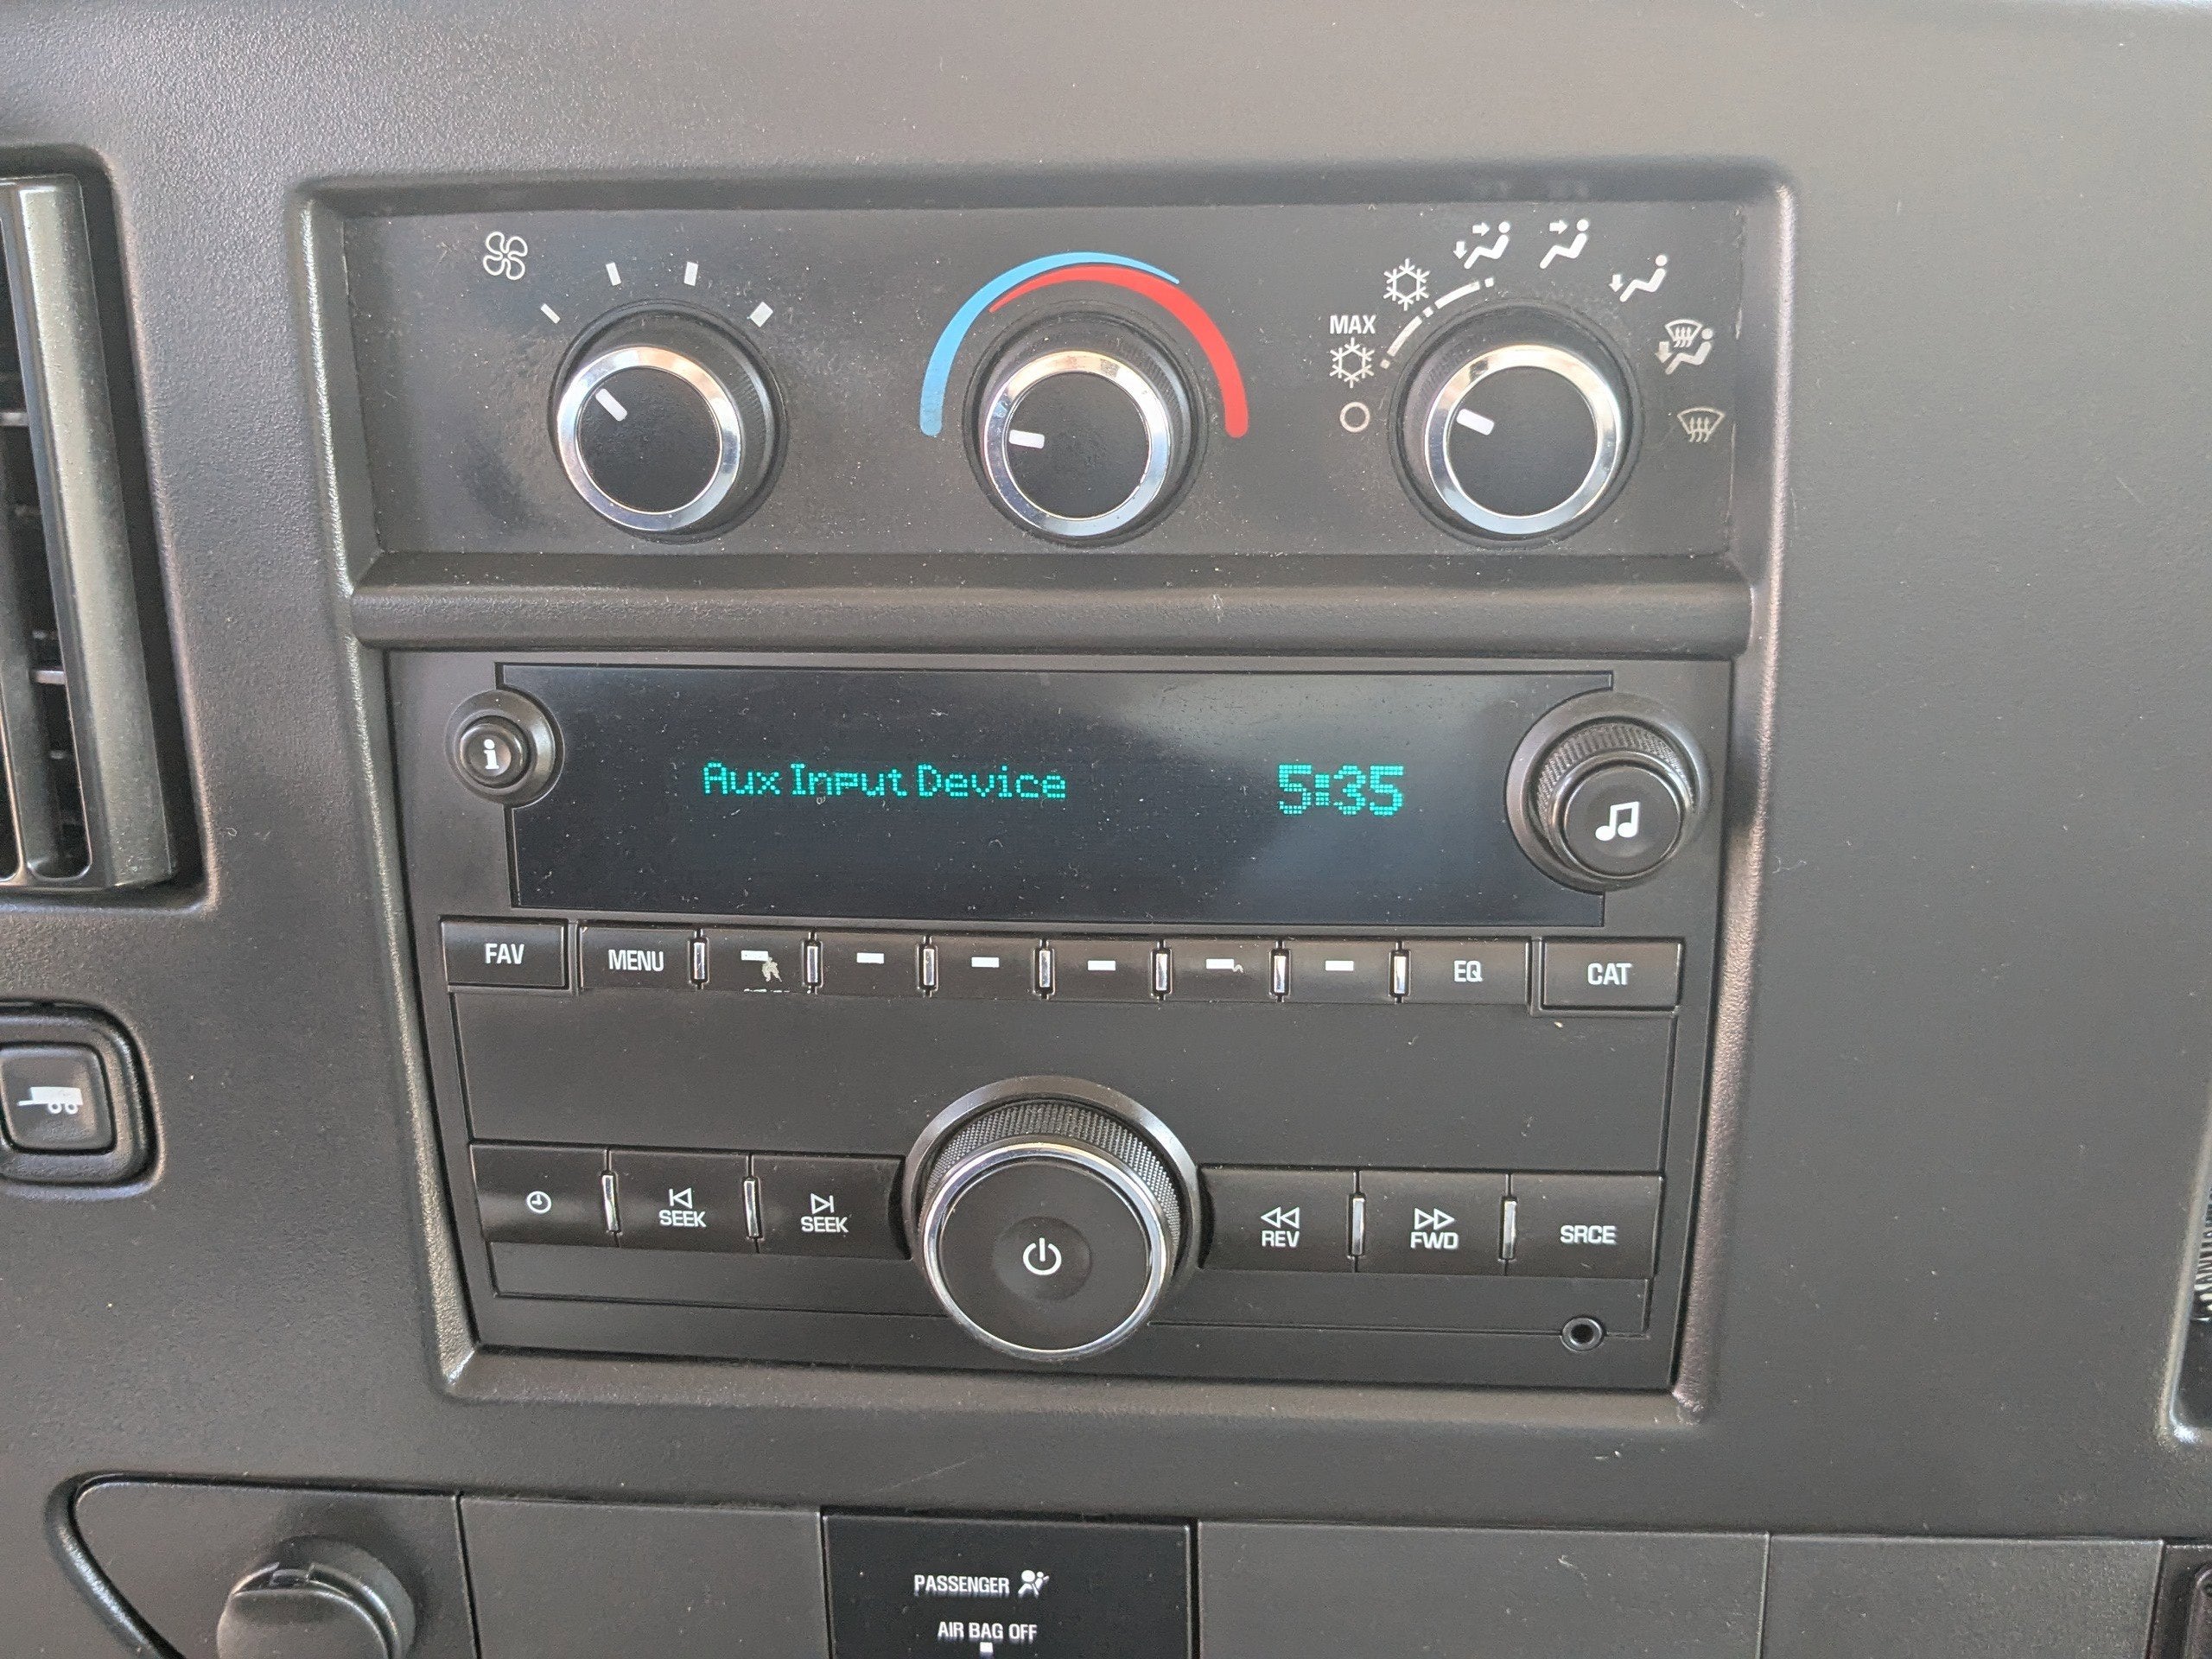 MAX
i
Aux Input Device 5:35
FAV MENU EQ CAT
SEEK SEEK REV FWD SRCE
PASSENGER
AIR BAG OFF